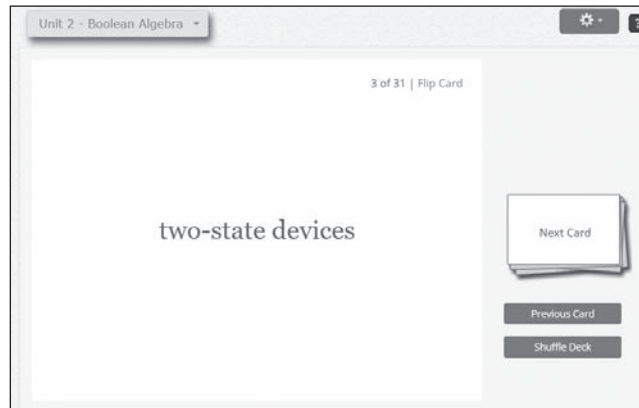 Unit 2 - Boolean Algebra
?
3 of 31 | Flip Card
two-state devices
Next Card
Previous Card
Shuffle Deck